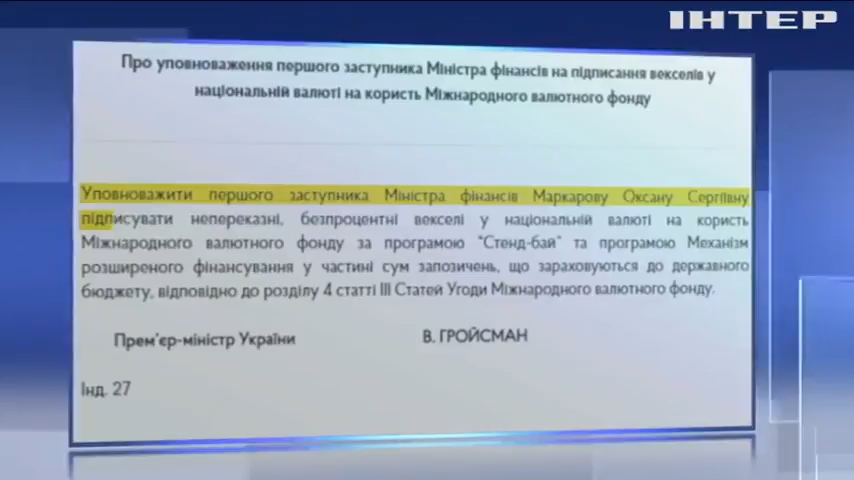 ІНТЕР
Про уповноваження першого заступника Міністра фінансів на підписання векселів у
національній валюті на користь Міжнародного валютного фонду
Уповноважити першого заступника Міністра фінансів Маркарову Оксану Сергіївну
підписувати непереказні, безпроцентні векселі у національній валюті на користь
Міжнародного валютного фонду за програмою "Стенд-бай" та програмою Механізм
розширеного фінансування у частині сум запозичень, що зараховуються до державного
бюджету, відповідно до розділу 4 статті III Статей Угоди Міжнародного валютного фонду.
Прем'єр-міністр України В. ГРОЙСМАН
Інд. 27